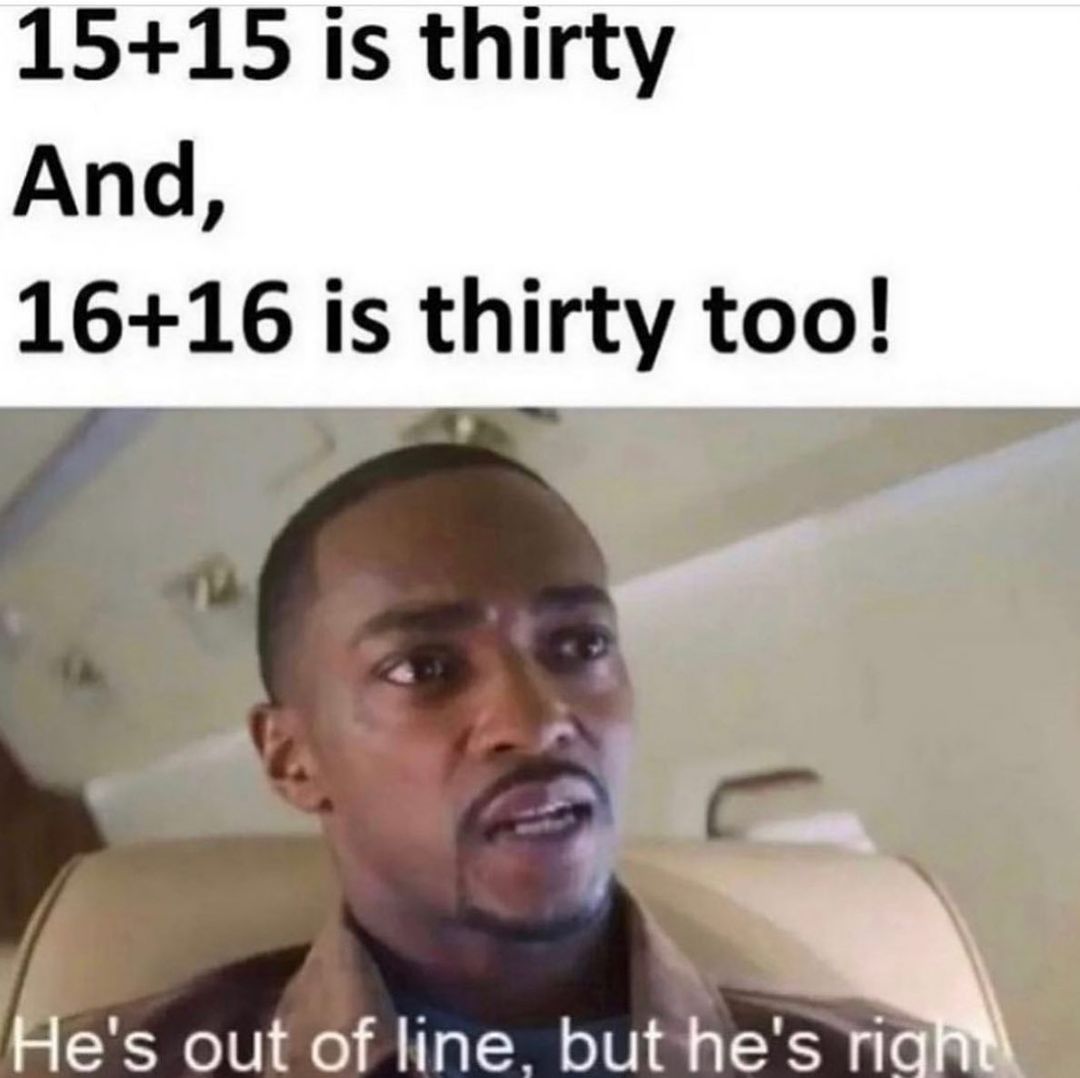 15+15 is thirty
And,
16+16 is thirty too!
He's out of line, but he's right